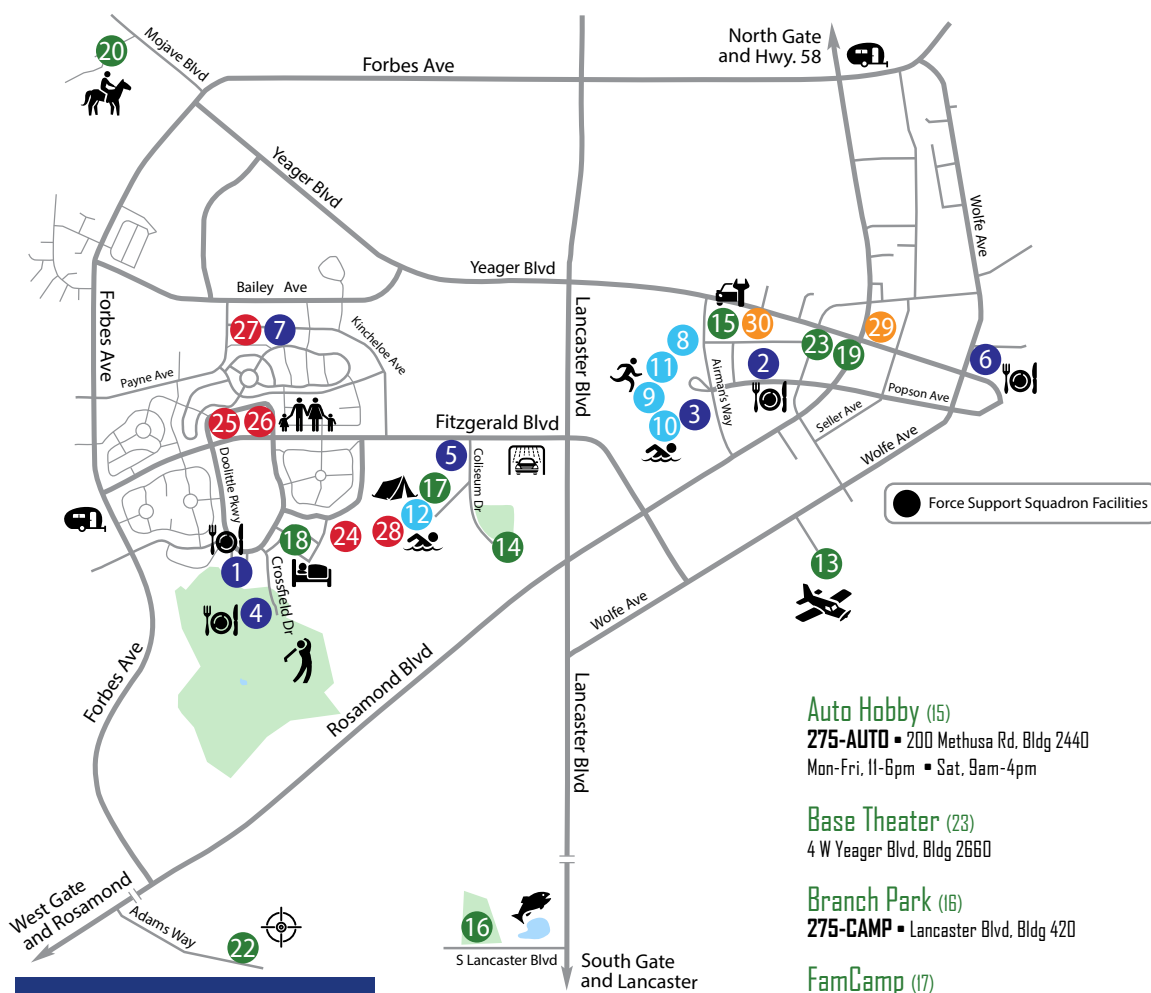 20
Mojave Blvd
Forbes Ave
North Gate
and Hwy. 58
Yeager Blvd
Wolfe Ave
Yeager Blvd
Bailey Ave
Forbes Ave
Lancaster Blvd
27
7
Kincheloe Ave
15
30
8
23
29
19
11
2
6
Payne Ave
Airman's Way
9
3
10
Popson Ave
Seller Ave
25
26
Fitzgerald Blvd
Wolfe Ave
Doolittle Pkwy
5
Coliseum Dr
17
12
28
24
18
14
Force Support Squadron Facilities
13
1
Crossfield Dr
4
Wolfe Ave
Forbes Ave
Rosamond Blvd
Lancaster Blvd
West Gate
and Rosamond
Adams Way
22
16
S Lancaster Blvd
South Gate
and Lancaster
Auto Hobby (15)
275-AUTO ▪ 200 Methusa Rd, Bldg 2440
Mon-Fri, 11-6pm ▪ Sat, 9am-4pm
Base Theater (23)
4 W Yeager Blvd, Bldg 2660
Branch Park (16)
275-CAMP ▪ Lancaster Blvd, Bldg 420
FamCamp (17)